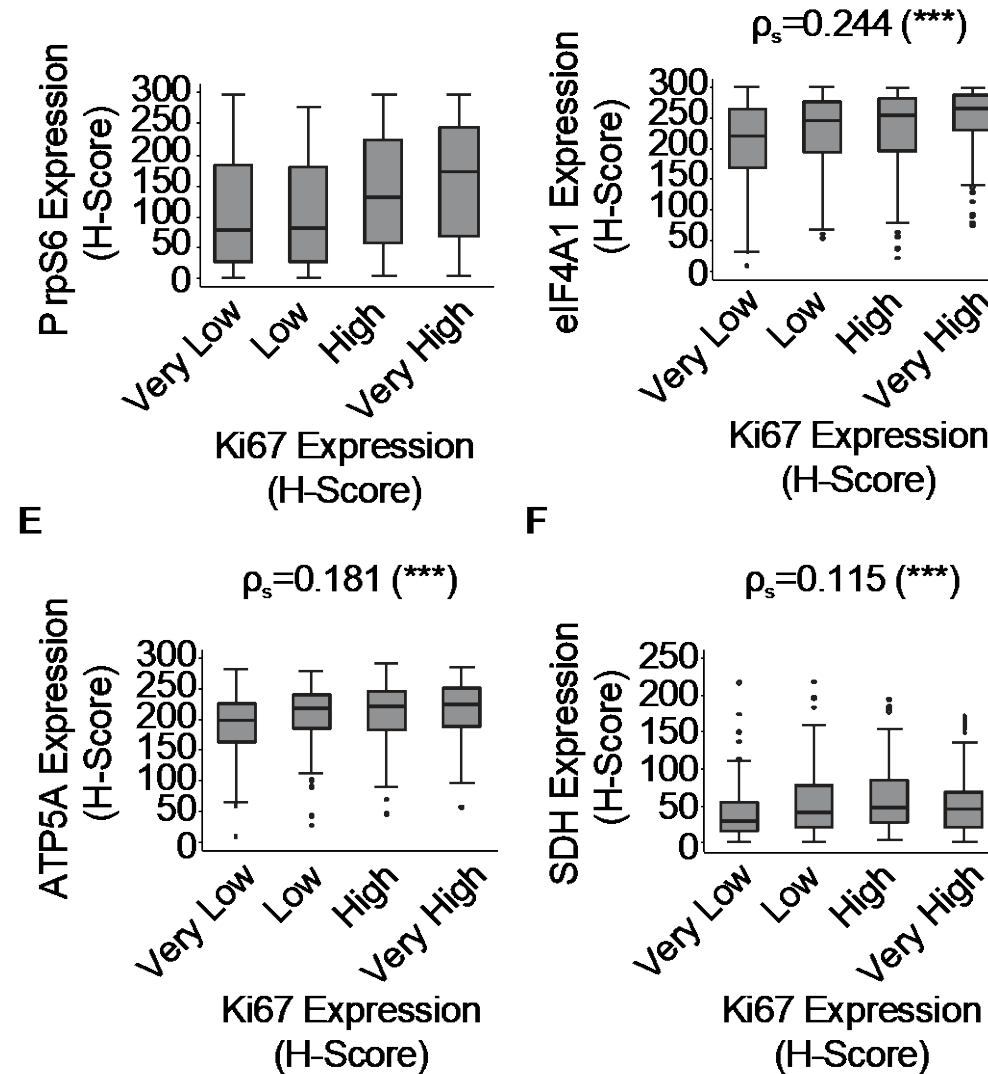 P rpS6 Expression
(H-Score)
300
250
200
150
100
50
0
Very Low
Low
High
Very High
Ki67 Expression
(H-Score)
ρs=0.244 (***)
eIF4A1 Expression
(H-Score)
300
250
200
150
100
50
0
Very Low
Low
High
Very High
Ki67 Expression
(H-Score)
E
ρs=0.181 (***)
ATP5A Expression
(H-Score)
300
250
200
150
100
50
0
Very Low
Low
High
Very High
Ki67 Expression
(H-Score)
F
ρs=0.115 (***)
SDH Expression
(H-Score)
250
200
150
100
50
0
Very Low
Low
High
Very High
Ki67 Expression
(H-Score)